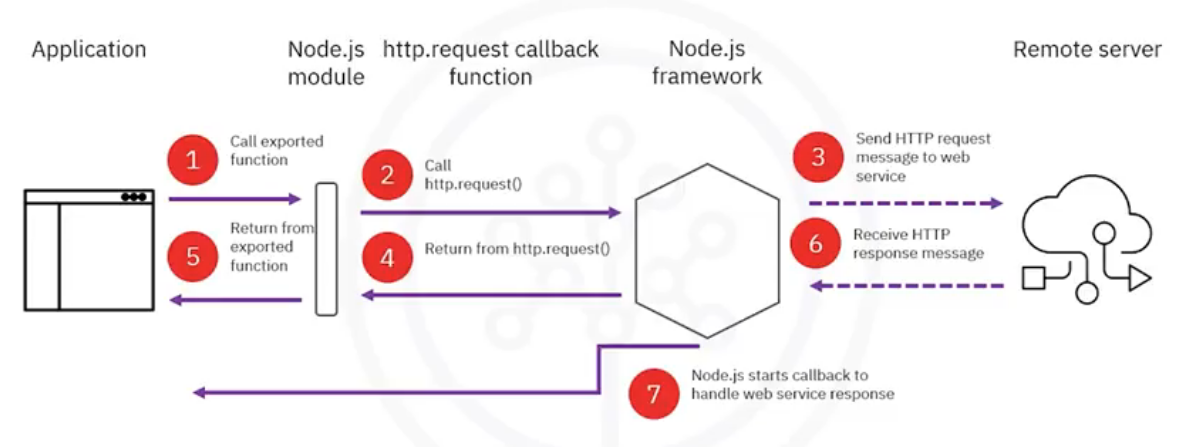 Application
Node.js
module
http.request callback
function
Node.js
framework
Remote server
1
Call exported
function
2
Call
http.request()
3
Send HTTP request
message to web
service
5
Return from
exported
function
4
Return from http.request()
6
Receive HTTP
response message
7
Node.js starts callback to
handle web service response